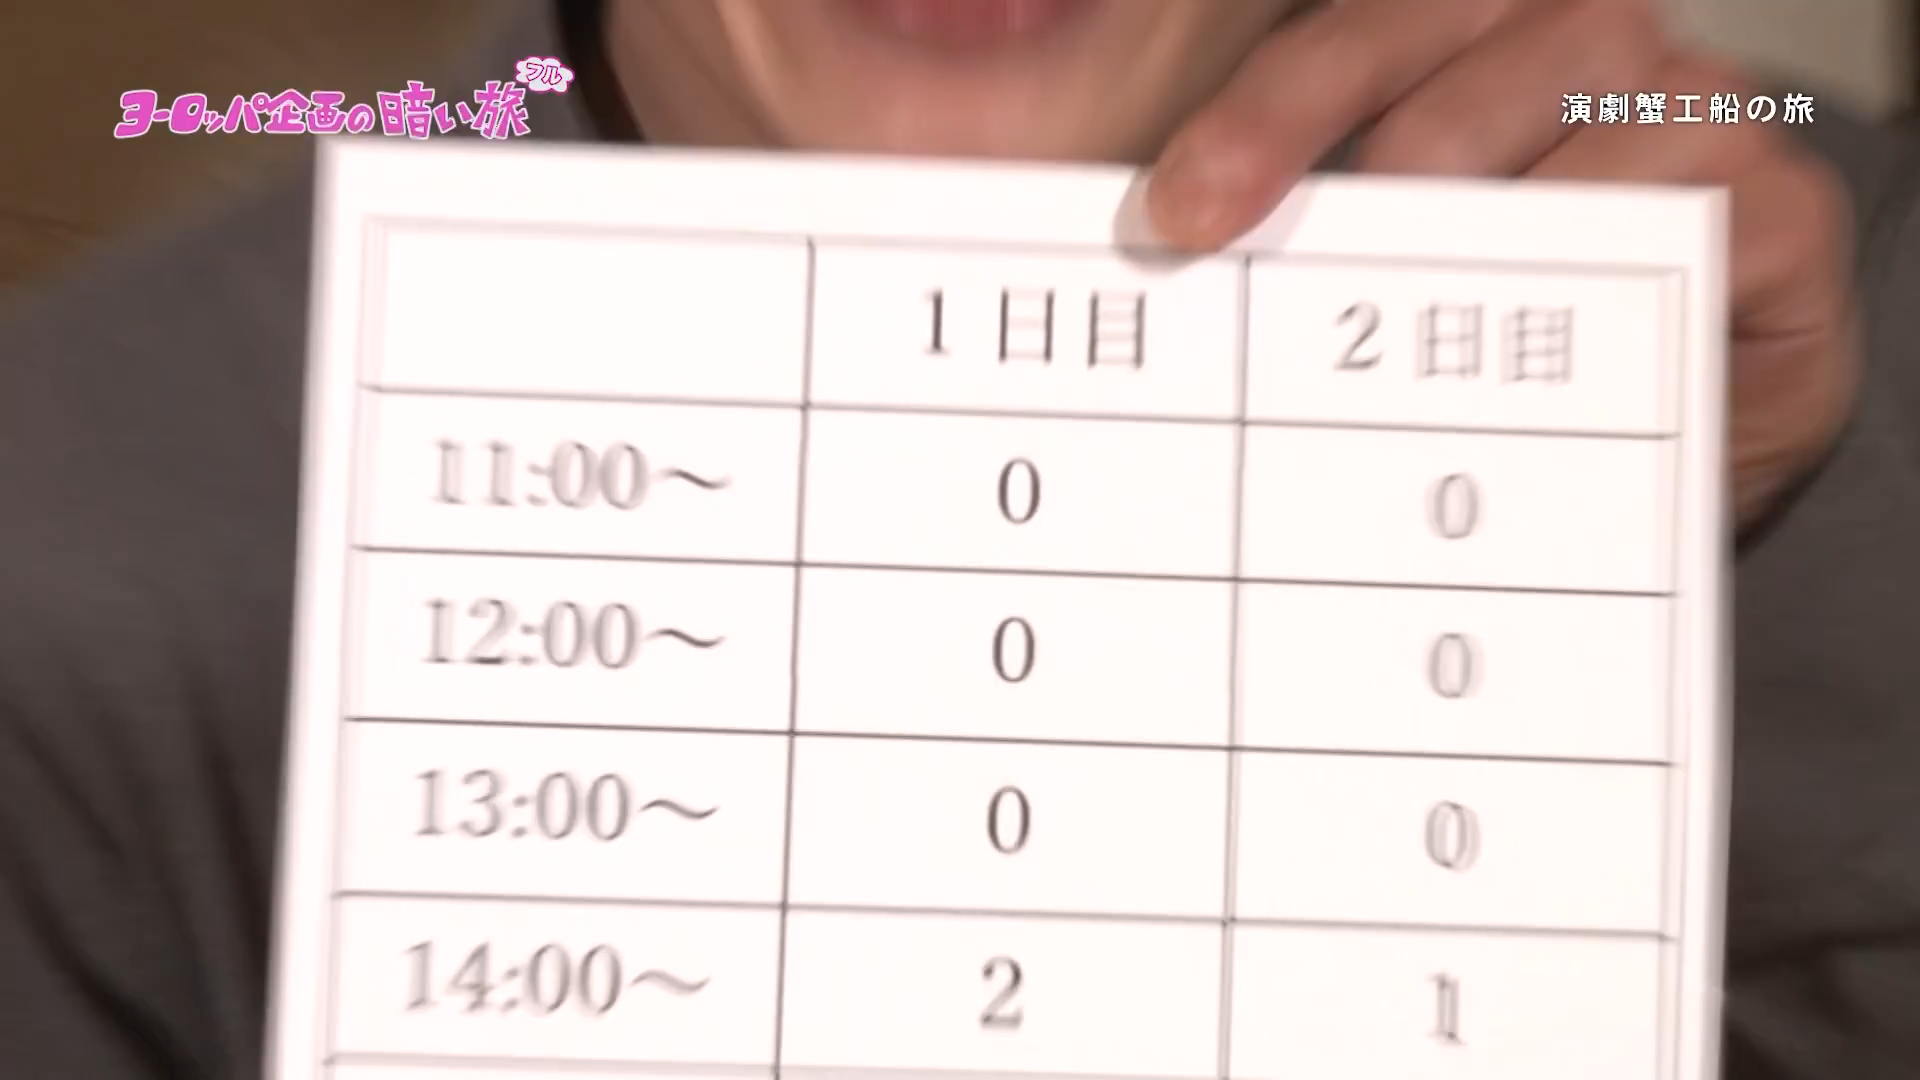 ヨーロッパ企画の暗い旅 フル
演劇蟹工船の旅
1日目 2日目
11:00～ 0 0
12:00～ 0 0
13:00～ 0 0
14:00～ 2 1